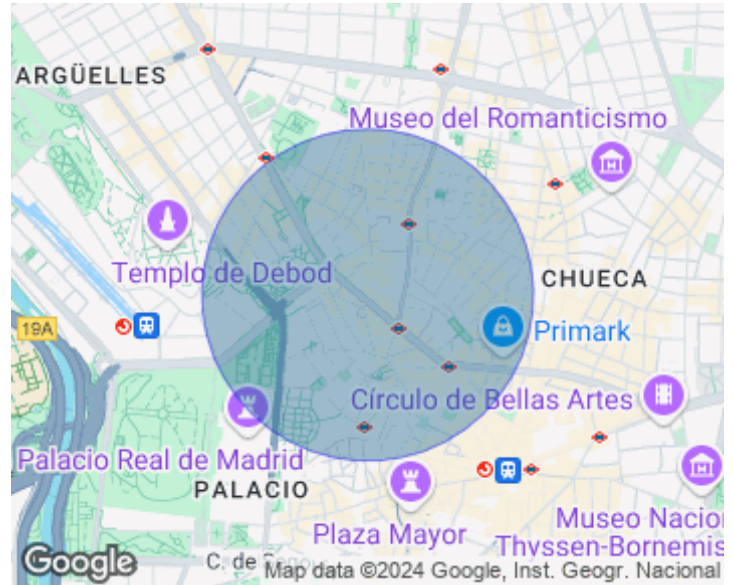 ARGÜELLES
Museo del Romanticismo
Templo de Debod
CHUECA
19A
Primark
Círculo de Bellas Artes
Palacio Real de Madrid
PALACIO
Plaza Mayor
Museo Nacio
Thyssen-Bornemis
Google
C. de
Map data ©2024 Google, Inst. Geogr. Nacional